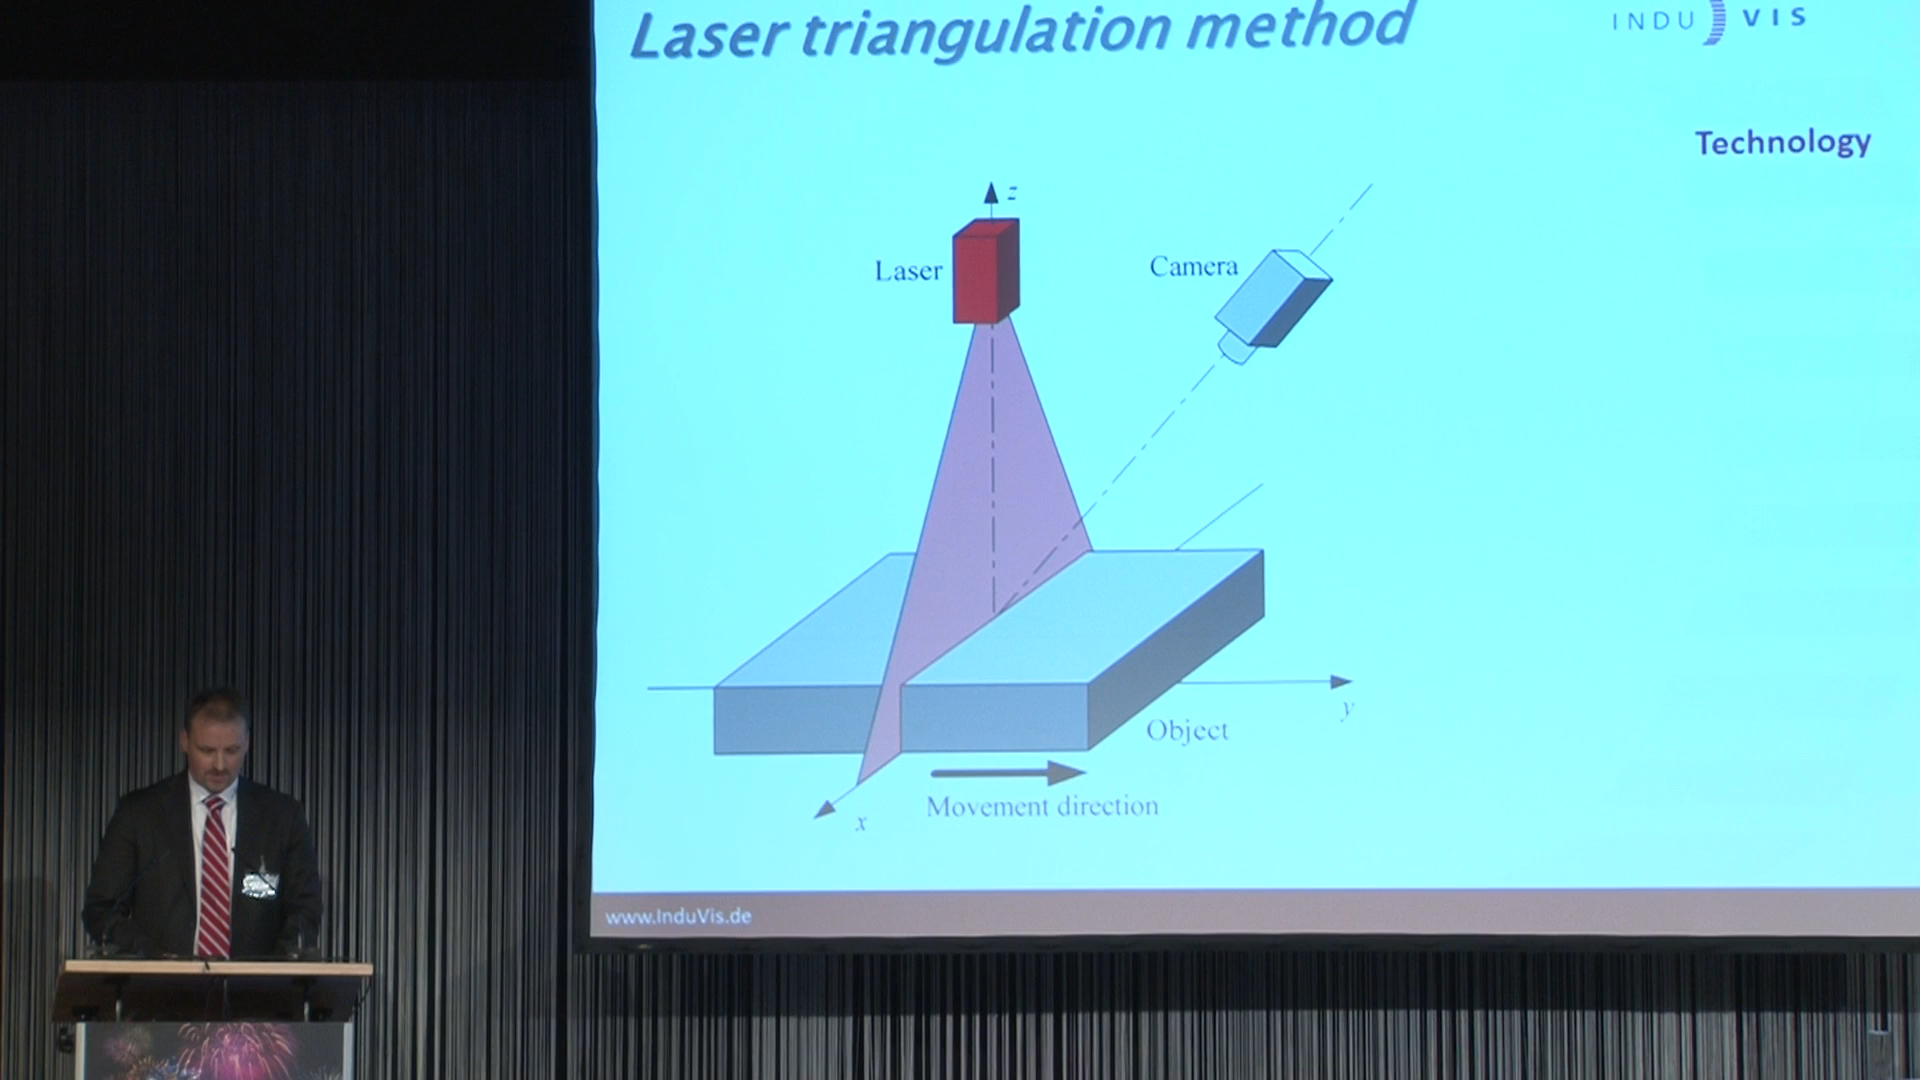 Laser triangulation method
INDU VIS
Technology
z
Laser
Camera
y
Object
Movement direction
x
www.InduVis.de